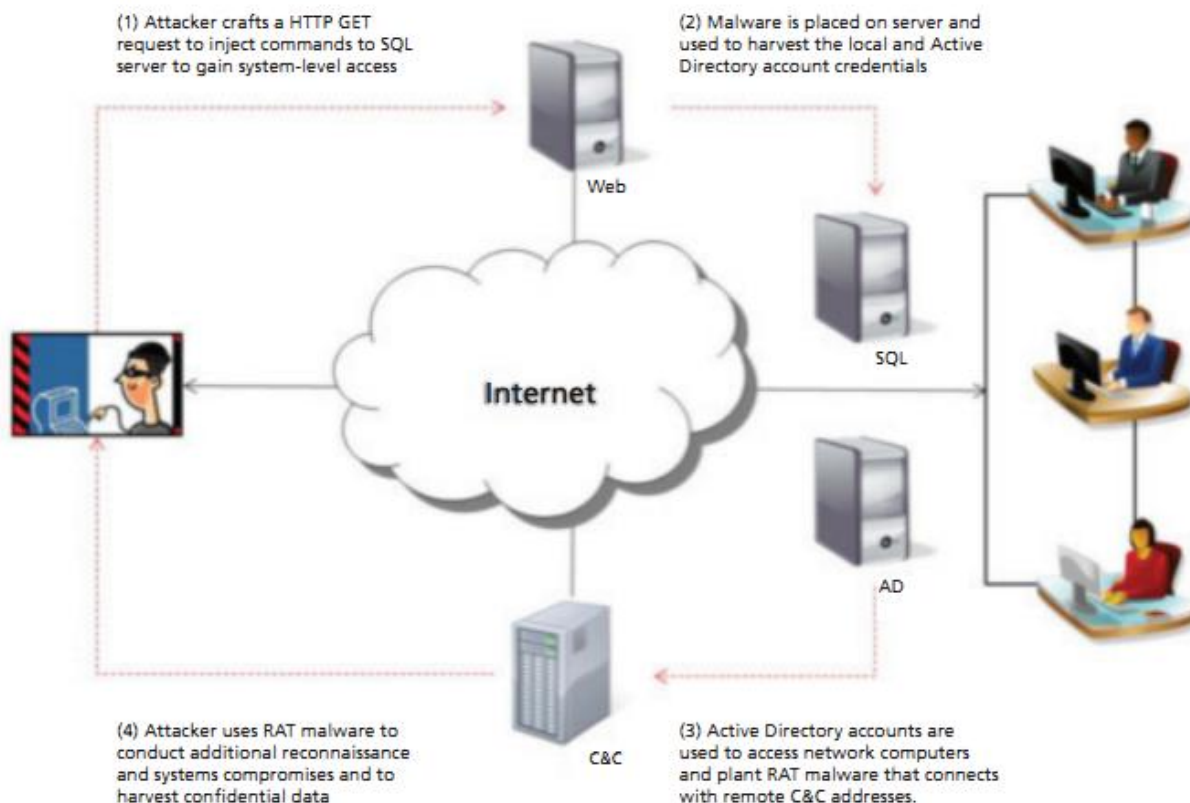 (1) Attacker crafts a HTTP GET
request to inject commands to SQL
server to gain system-level access
(2) Malware is placed on server and
used to harvest the local and Active
Directory account credentials
Web
SQL
Internet
AD
C&C
(4) Attacker uses RAT malware to
conduct additional reconnaissance
and systems compromises and to
harvest confidential data
(3) Active Directory accounts are
used to access network computers
and plant RAT malware that connects
with remote C&C addresses.